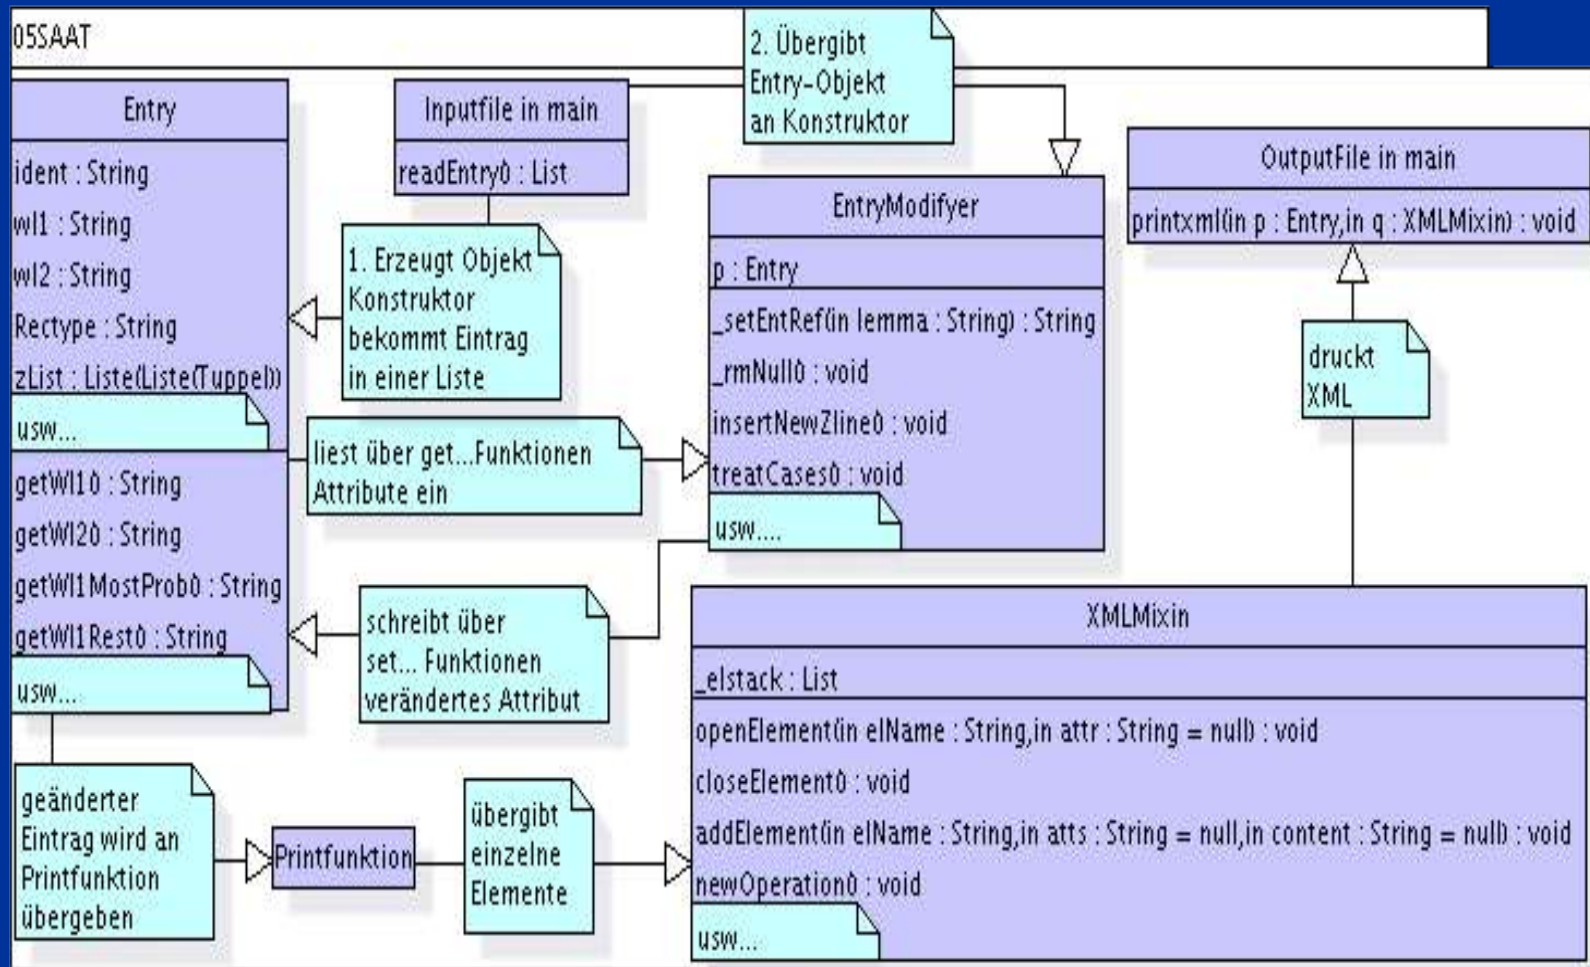 05SAAT
Entry
ident : String
wl1 : String
wl2 : String
Rectype : String
zList : Liste(Liste(Tuppel))
usw...
getWl1() : String
getWl2() : String
getWl1MostProb() : String
getWl1Rest() : String
usw...
Inputfile in main
readEntry() : List
1. Erzeugt Objekt
Konstruktor
bekommt Eintrag
in einer Liste
2. Übergibt
Entry-Objekt
an Konstruktor
liest über get...Funktionen
Attribute ein
EntryModifyer
p : Entry
_setEntRef(in lemma : String) : String
_rmNull() : void
insertNewZline() : void
treatCases() : void
usw....
schreibt über
set... Funktionen
verändertes Attribut
OutputFile in main
printxml(in p : Entry,in q : XMLMixin) : void
druckt
XML
XMLMixin
_elstack : List
openElement(in elName : String,in attr : String = null) : void
closeElement() : void
addElement(in elName : String,in atts : String = null,in content : String = null) : void
newOperation() : void
usw...
geänderter
Eintrag wird an
Printfunktion
übergeben
Printfunktion
übergibt
einzelne
Elemente